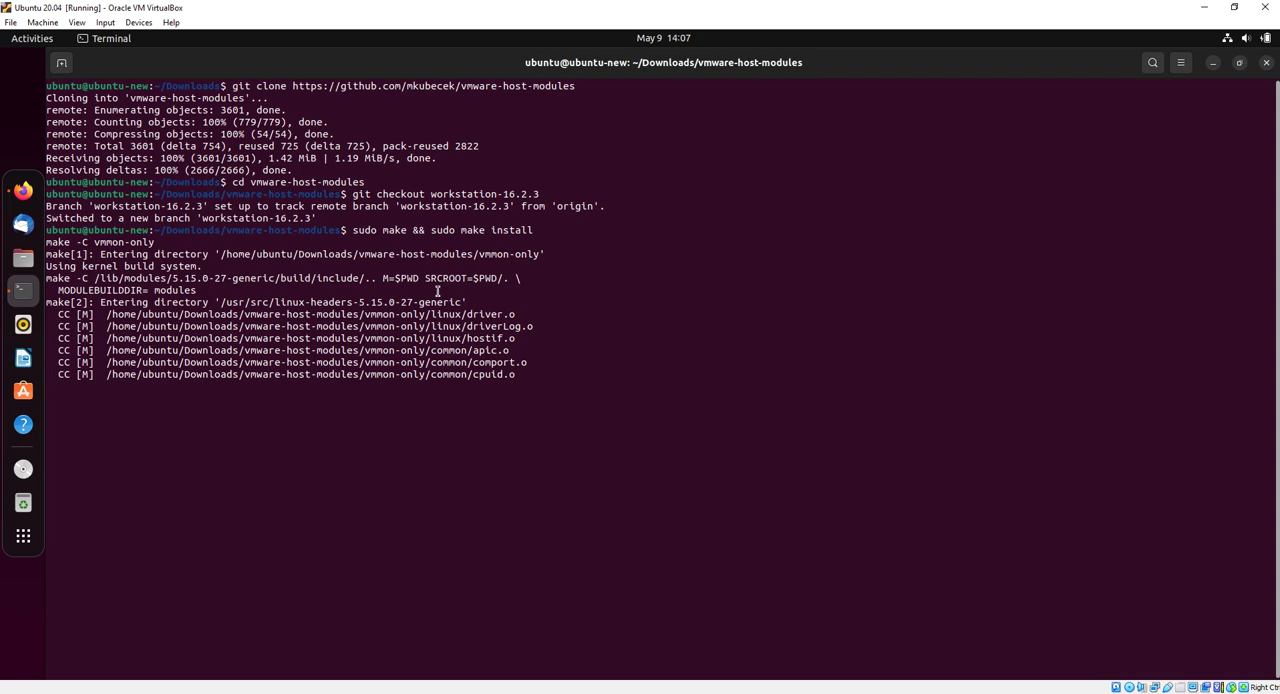 Ubuntu 20.04 [Running] - Oracle VM VirtualBox
File Machine View Input Devices Help
Activities Terminal May 9 14:07
ubuntu@ubuntu-new: ~/Downloads/vmware-host-modules
ubuntu@ubuntu-new:~/Downloads$ git clone https://github.com/mkubecek/vmware-host-modules
Cloning into 'vmware-host-modules'...
remote: Enumerating objects: 3601, done.
remote: Counting objects: 100% (779/779), done.
remote: Compressing objects: 100% (54/54), done.
remote: Total 3601 (delta 754), reused 725 (delta 725), pack-reused 2822
Receiving objects: 100% (3601/3601), 1.42 MiB | 1.19 MiB/s, done.
Resolving deltas: 100% (2666/2666), done.
ubuntu@ubuntu-new:~/Downloads$ cd vmware-host-modules
ubuntu@ubuntu-new:~/Downloads/vmware-host-modules$ git checkout workstation-16.2.3
Branch 'workstation-16.2.3' set up to track remote branch 'workstation-16.2.3' from 'origin'.
Switched to a new branch 'workstation-16.2.3'
ubuntu@ubuntu-new:~/Downloads/vmware-host-modules$ sudo make && sudo make install
make -C vmmon-only
make[1]: Entering directory '/home/ubuntu/Downloads/vmware-host-modules/vmmon-only'
Using kernel build system.
make -C /lib/modules/5.15.0-27-generic/build/include/.. M=$PWD SRCROOT=$PWD/. \
MODULEBUILDDIR= modules
make[2]: Entering directory '/usr/src/linux-headers-5.15.0-27-generic'
CC [M] /home/ubuntu/Downloads/vmware-host-modules/vmmon-only/linux/driver.o
CC [M] /home/ubuntu/Downloads/vmware-host-modules/vmmon-only/linux/driverLog.o
CC [M] /home/ubuntu/Downloads/vmware-host-modules/vmmon-only/linux/hostif.o
CC [M] /home/ubuntu/Downloads/vmware-host-modules/vmmon-only/common/apic.o
CC [M] /home/ubuntu/Downloads/vmware-host-modules/vmmon-only/common/comport.o
CC [M] /home/ubuntu/Downloads/vmware-host-modules/vmmon-only/common/cpuid.o
Right Ctr